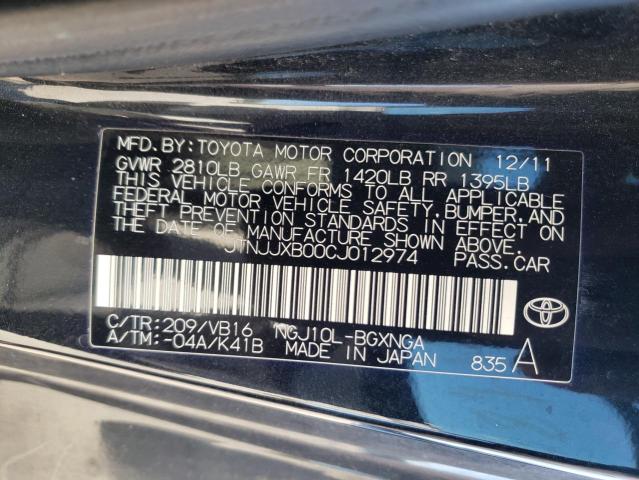 MFD. BY: TOYOTA MOTOR CORPORATION 12/11
GVWR 2810LB GAWR FR 1420LB RR 1395LB
THIS VEHICLE CONFORMS TO ALL APPLICABLE
FEDERAL MOTOR VEHICLE SAFETY, BUMPER, AND
THEFT PREVENTION STANDARDS IN EFFECT ON
THE DATE OF MANUFACTURE SHOWN ABOVE.
JTNJJXB00CJ012974 PASS. CAR
C/TR: 209/VB16 NGJ10L-BGXNGA
A/TM: -04A/K41B MADE IN JAPAN 835 A